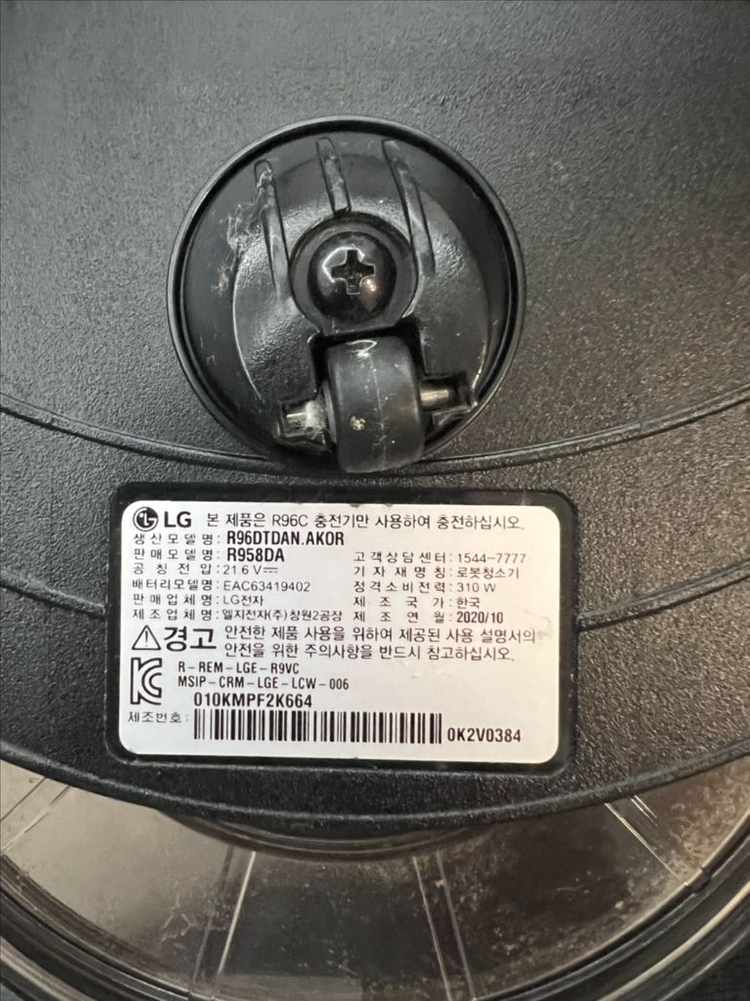 LG 본 제품은 R96C 충전기만 사용하여 충전하십시오.
생산모델명: R96DTDAN.AKOR
판매모델명: R958DA 고객상담센터: 1544-7777
공칭전압: 21.6 V 기자재명칭: 로봇청소기
배터리모델명: EAC63419402 정격소비전력: 310 W
판매업체명: LG전자 제조국가: 한국
제조업체명: 엘지전자(주)창원2공장 제조연월: 2020/10
경고 안전한 제품 사용을 위하여 제공된 사용 설명서의
안전을 위한 주의사항을 반드시 참고하십시오.
R-REM-LGE-R9VC
MSIP-CRM-LGE-LCW-006
010KMPF2K664
제조번호: 0K2V0384